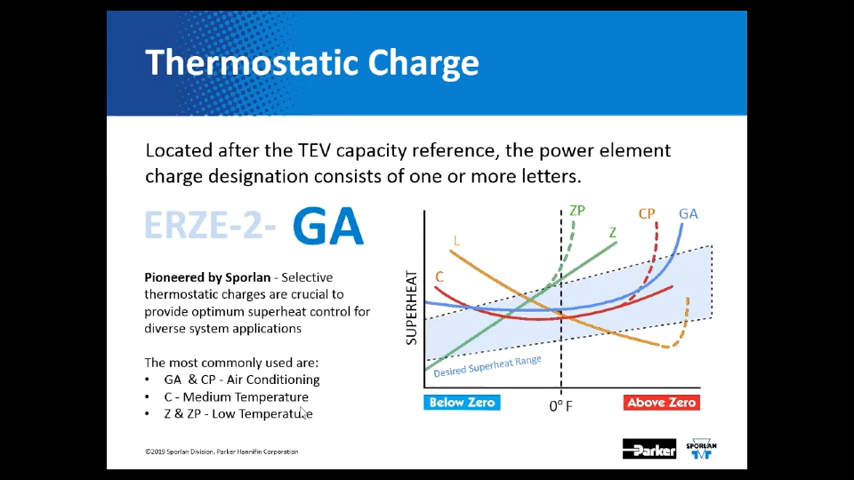 Thermostatic Charge
Located after the TEV capacity reference, the power element
charge designation consists of one or more letters.
ERZE-2- GA
Pioneered by Sporlan - Selective
thermostatic charges are crucial to
provide optimum superheat control for
diverse system applications
The most commonly used are:
• GA & CP - Air Conditioning
• C - Medium Temperature
• Z & ZP - Low Temperature
SUPERHEAT
C
L
ZP
Z
CP
GA
Desired Superheat Range
Below Zero
0° F
Above Zero
©2019 Sporlan Division, Parker Hannifin Corporation
Parker
SPORLAN